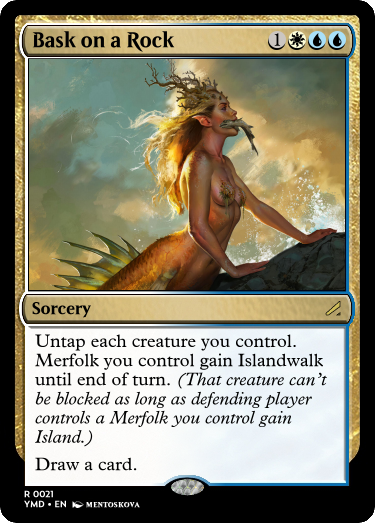 Bask on a Rock 1
Sorcery
Untap each creature you control.
Merfolk you control gain Islandwalk
until end of turn. (That creature can't
be blocked as long as defending player
controls a Merfolk you control gain
Island.)
Draw a card.
R 0021
YMD • EN MENTOSKOVA